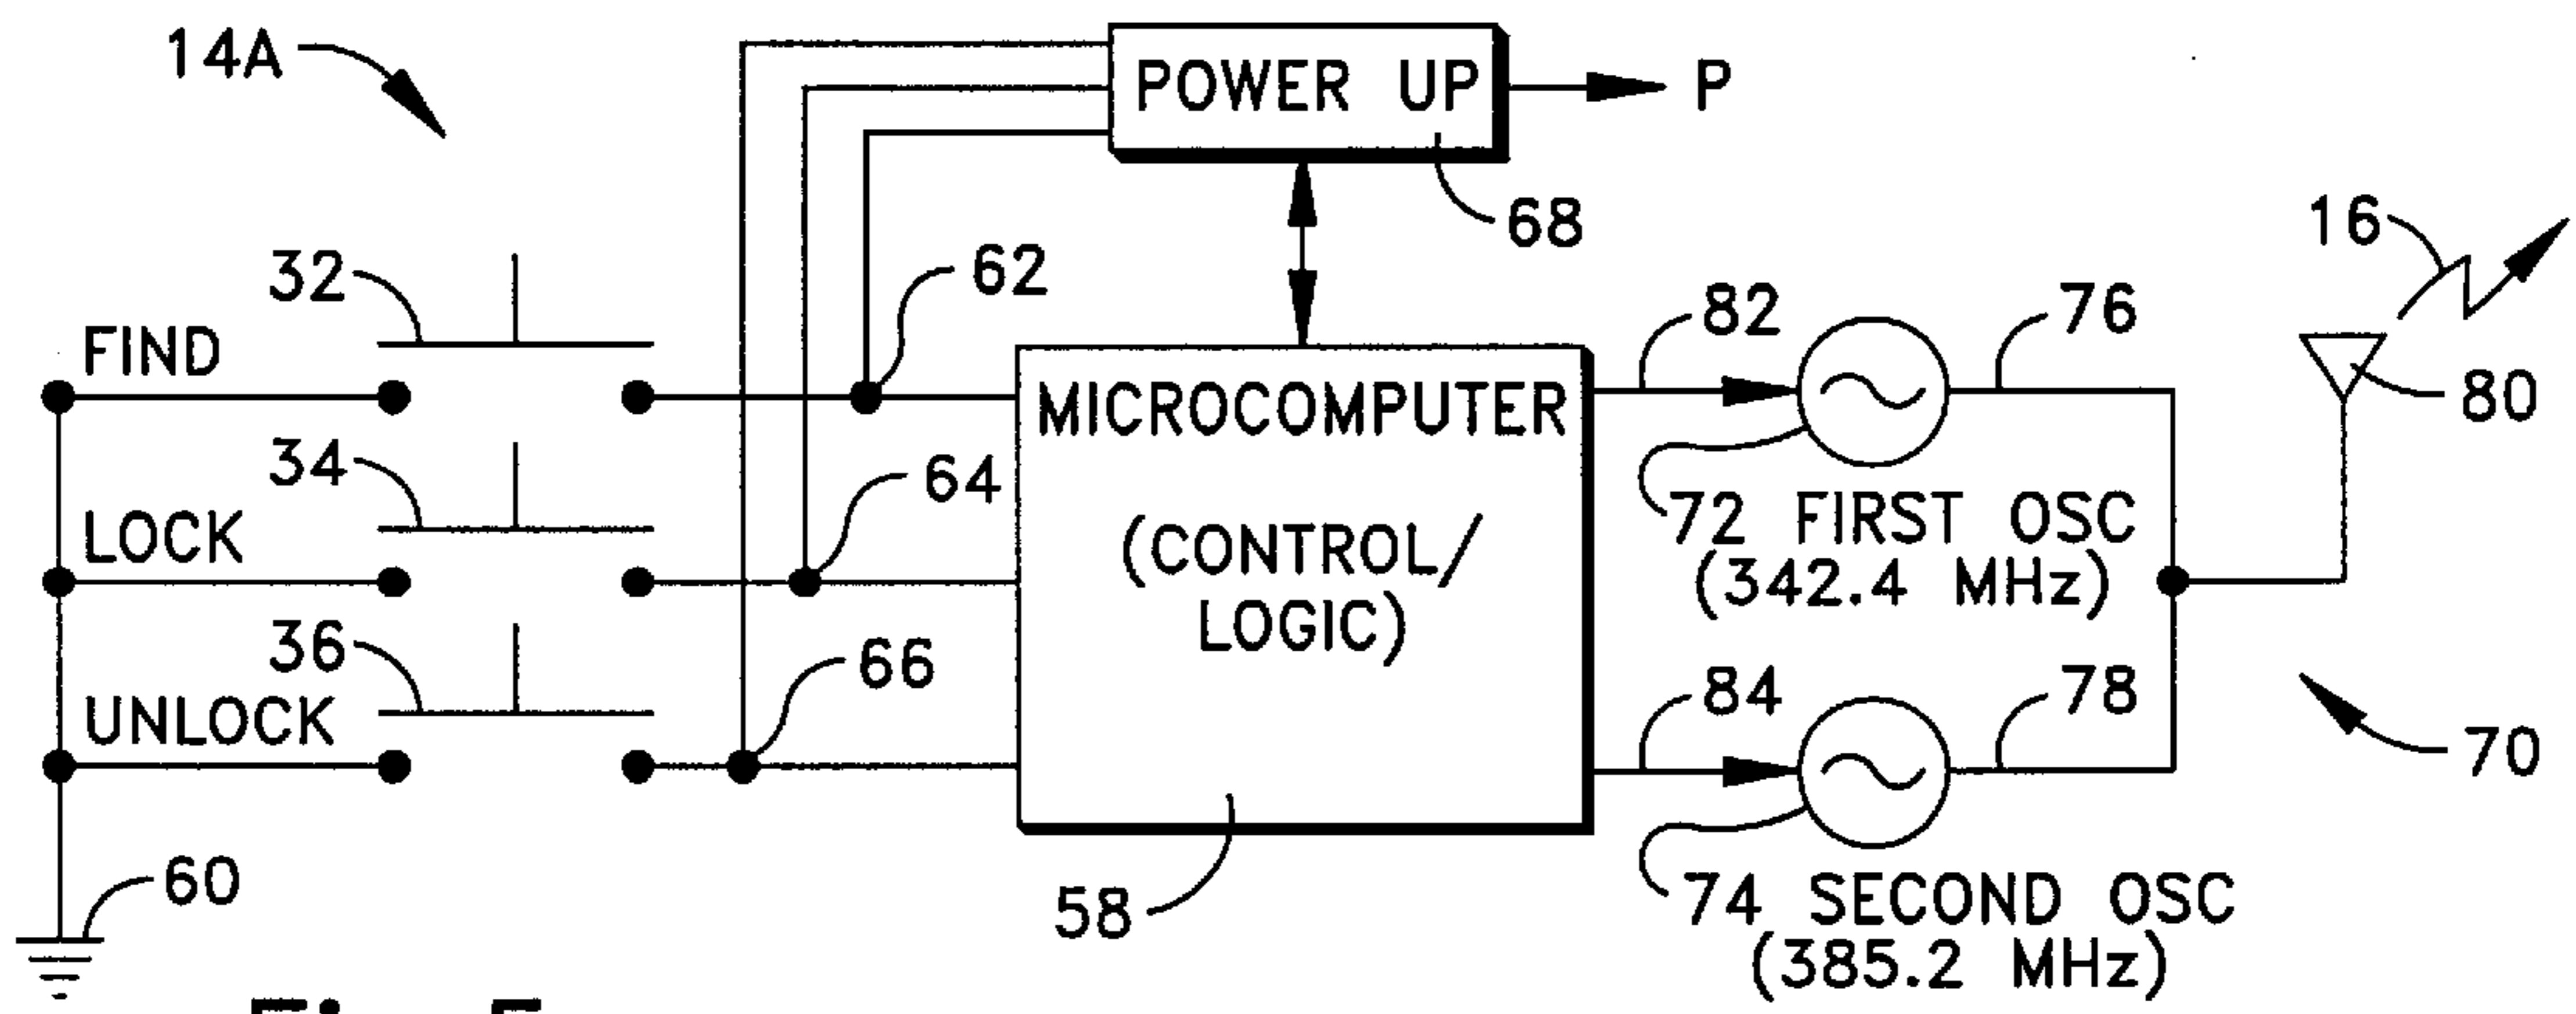 14A
POWER UP
P
68
16
32
62
82
76
FIND
80
MICROCOMPUTER
34
64
72 FIRST OSC
(342.4 MHz)
LOCK
(CONTROL/
LOGIC)
36
66
84
78
UNLOCK
70
60
58
74 SECOND OSC
(385.2 MHz)